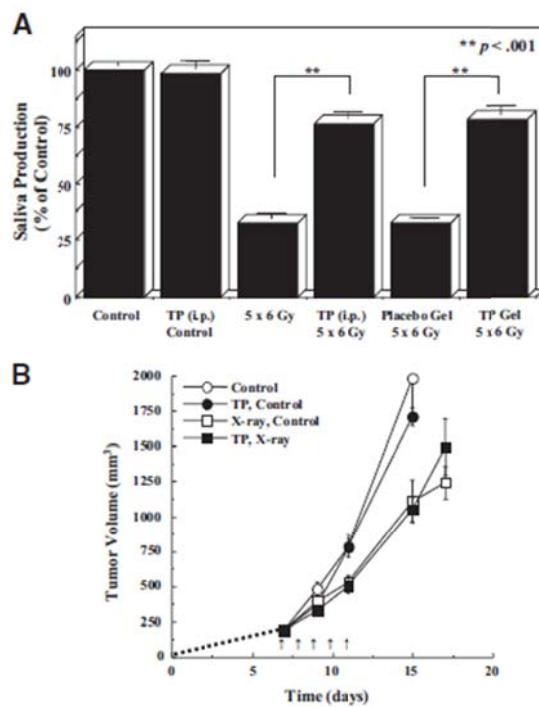 A
** p < .001
Saliva Production
(% of Control)
100
75
50
25
0
**
**
Control
TP (i.p.)
Control
5 x 6 Gy
TP (i.p.)
5 x 6 Gy
Placebo Gel
5 x 6 Gy
TP Gel
5 x 6 Gy
B
Tumor Volume (mm³)
2000
1750
1500
1250
1000
750
500
250
0
Control
TP, Control
X-ray, Control
TP, X-ray
↑ ↑ ↑ ↑ ↑
0 5 10 15 20
Time (days)